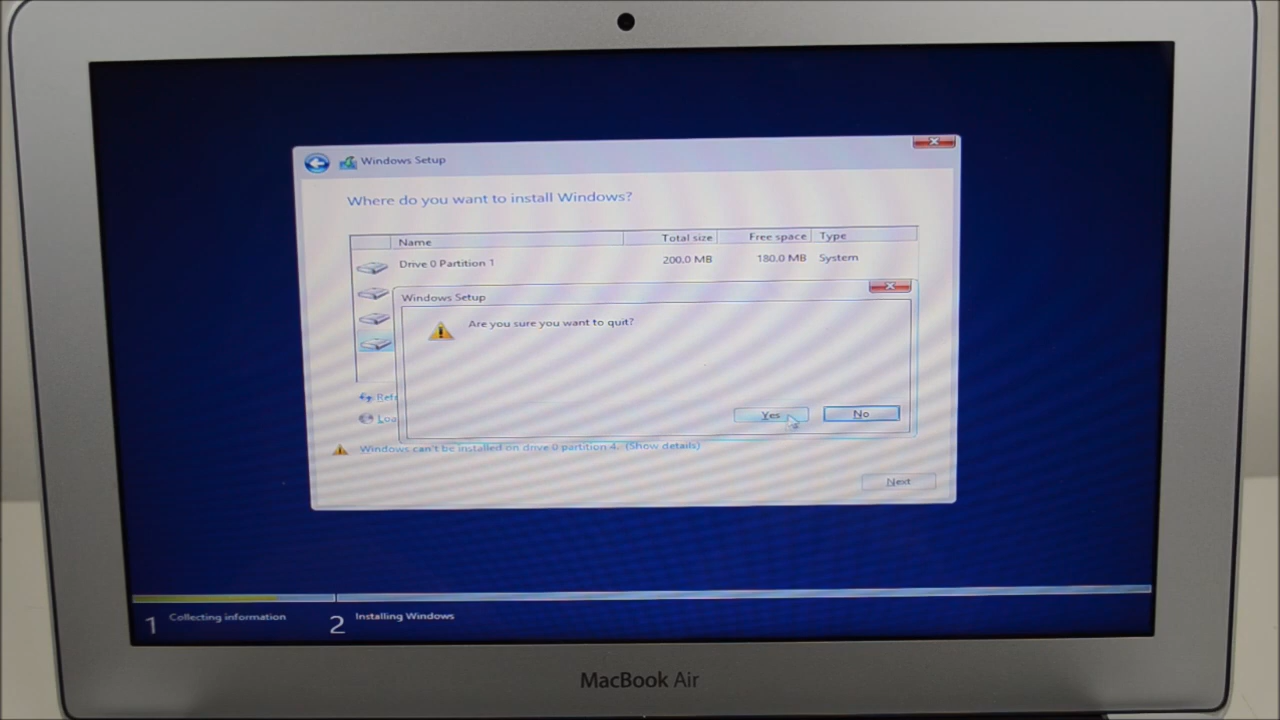 Windows Setup
Where do you want to install Windows?
Name Total size Free space Type
Drive 0 Partition 1 200.0 MB 180.0 MB System
Windows Setup
Are you sure you want to quit?
Yes No
Windows can't be installed on drive 0 partition 4. (Show details)
Next
1 Collecting information 2 Installing Windows
MacBook Air